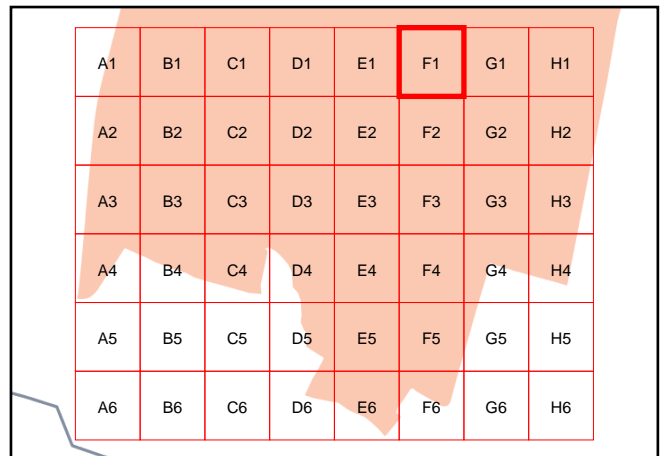 A1 B1 C1 D1 E1 F1 G1 H1
A2 B2 C2 D2 E2 F2 G2 H2
A3 B3 C3 D3 E3 F3 G3 H3
A4 B4 C4 D4 E4 F4 G4 H4
A5 B5 C5 D5 E5 F5 G5 H5
A6 B6 C6 D6 E6 F6 G6 H6